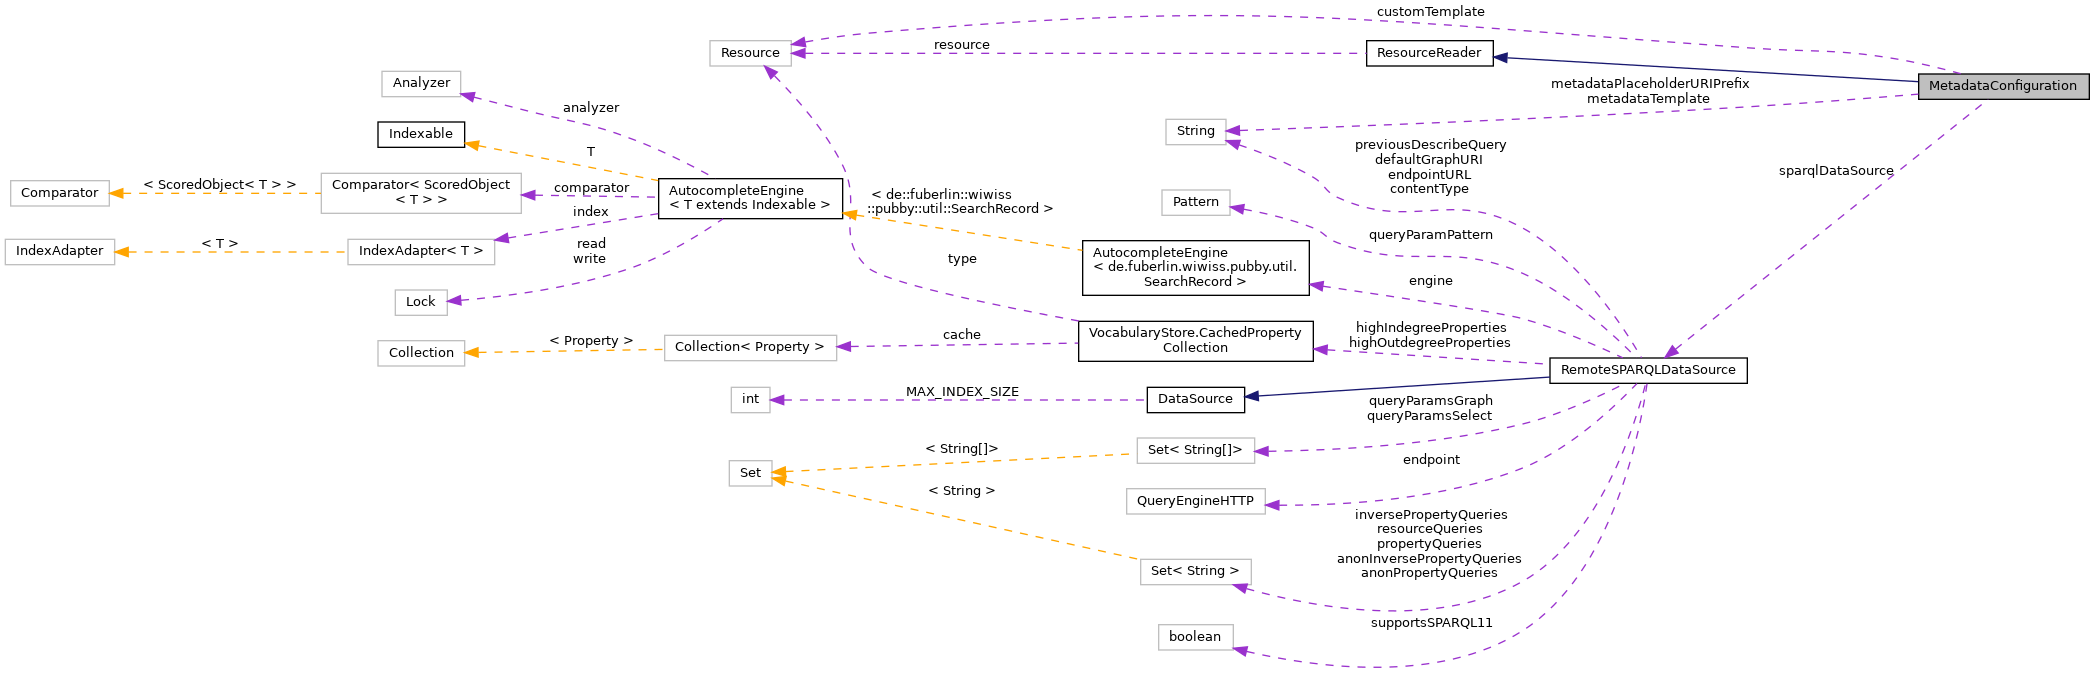 customTemplate
Resource
resource
ResourceReader
MetadataConfiguration
Analyzer
analyzer
metadataPlaceholderURIPrefix
metadataTemplate
Indexable
T
String
previousDescribeQuery
defaultGraphURI
endpointURL
contentType
sparqlDataSource
Comparator
< ScoredObject< T > >
Comparator< ScoredObject
< T > >
comparator
AutocompleteEngine
< T extends Indexable >
< de::fuberlin::wiwiss
::pubby::util::SearchRecord >
Pattern
queryParamPattern
index
IndexAdapter
< T >
IndexAdapter< T >
read
write
type
AutocompleteEngine
< de.fuberlin.wiwiss.pubby.util.
SearchRecord >
engine
Lock
highIndegreeProperties
highOutdegreeProperties
VocabularyStore.CachedProperty
Collection
cache
Collection< Property >
< Property >
Collection
RemoteSPARQLDataSource
int
MAX_INDEX_SIZE
DataSource
queryParamsGraph
queryParamsSelect
Set
< String[]>
Set< String[]>
endpoint
< String >
QueryEngineHTTP
inversePropertyQueries
resourceQueries
propertyQueries
anonInversePropertyQueries
anonPropertyQueries
Set< String >
supportsSPARQL11
boolean